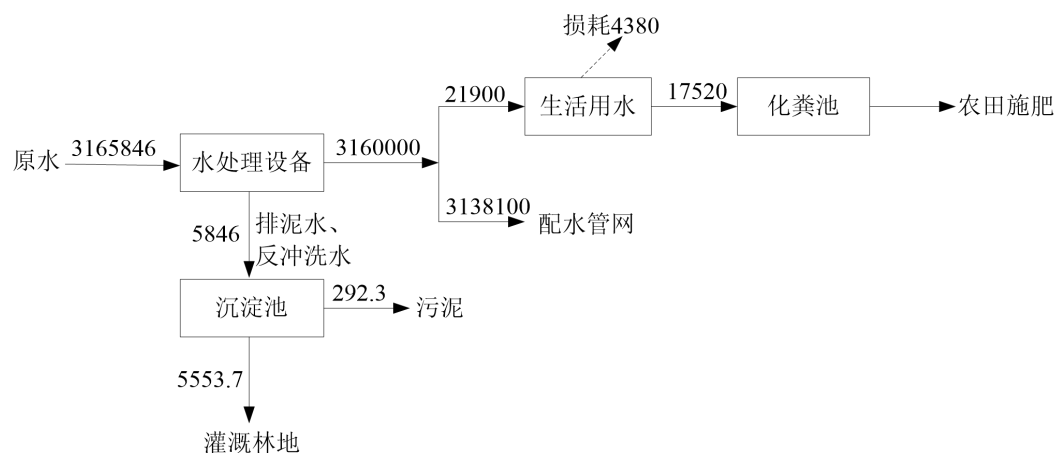 损耗4380
21900
生活用水
17520
化粪池
农田施肥
原水
3165846
水处理设备
3160000
3138100
配水管网
5846
排泥水、
反冲洗水
沉淀池
292.3
污泥
5553.7
灌溉林地